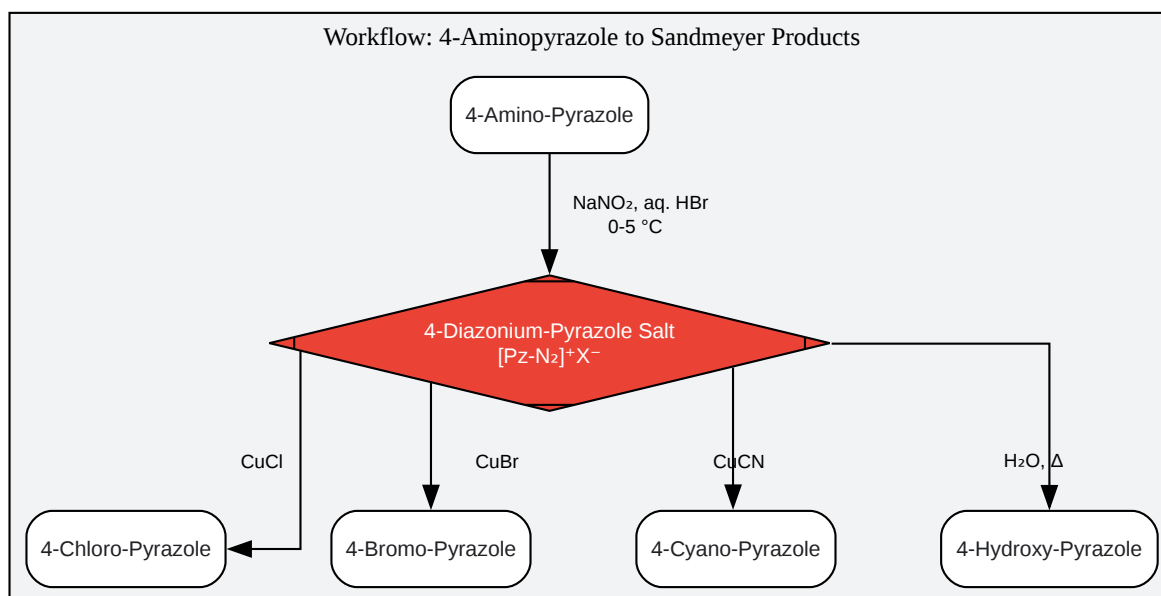 Workflow: 4-Aminopyrazole to Sandmeyer Products
4-Amino-Pyrazole
NaNO₂, aq. HBr
0-5 °C
4-Diazonium-Pyrazole Salt
[Pz-N₂]⁺X⁻
CuCl
CuBr
CuCN
H₂O, Δ
4-Chloro-Pyrazole
4-Bromo-Pyrazole
4-Cyano-Pyrazole
4-Hydroxy-Pyrazole